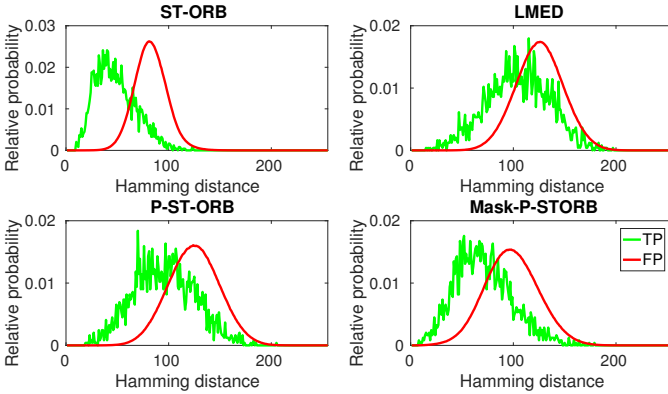 ST-ORB
Relative probability
0.03
0.02
0.01
0
0 100 200
Hamming distance
LMED
Relative probability
0.02
0.01
0
0 100 200
Hamming distance
P-ST-ORB
Relative probability
0.02
0.01
0
0 100 200
Hamming distance
Mask-P-STORB
Relative probability
0.02
0.01
0
0 100 200
Hamming distance
TP
FP